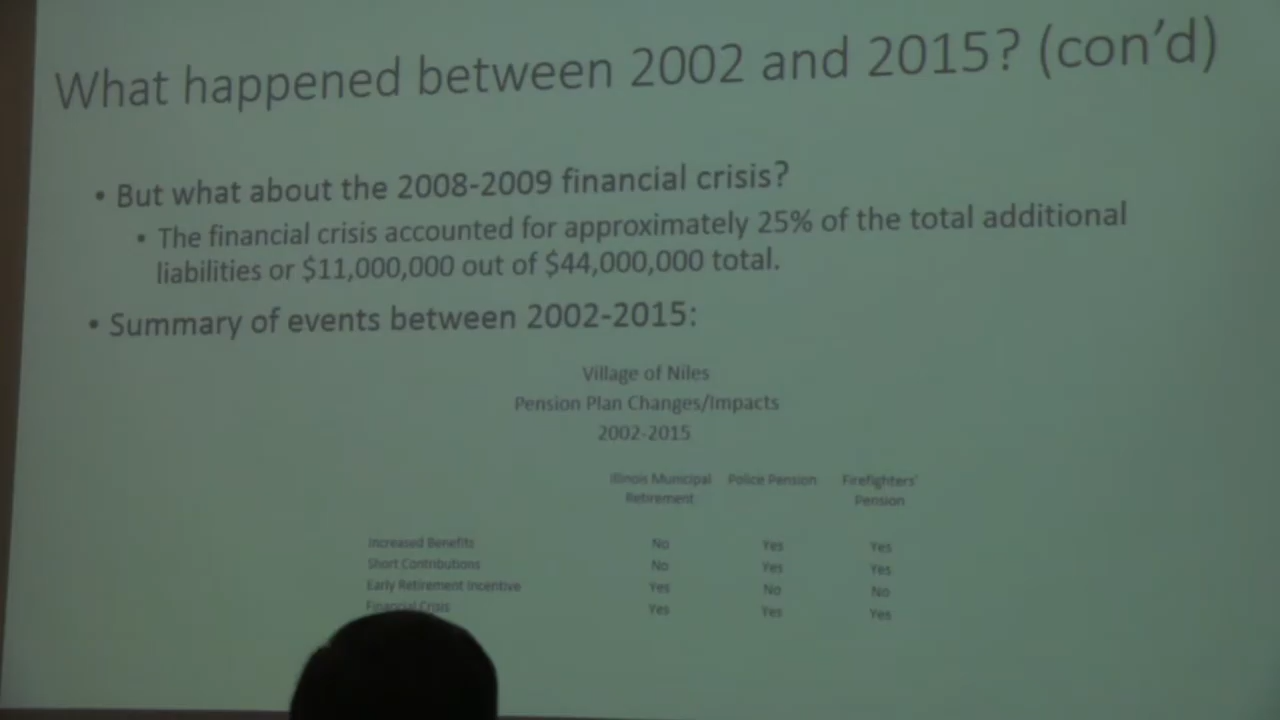 What happened between 2002 and 2015? (con'd)
• But what about the 2008-2009 financial crisis?
• The financial crisis accounted for approximately 25% of the total additional
liabilities or $11,000,000 out of $44,000,000 total.
• Summary of events between 2002-2015:
Village of Niles
Pension Plan Changes/Impacts
2002-2015
Illinois Municipal Police Pension Firefighters'
Retirement Pension
Increased Benefits No Yes Yes
Short Contributions No Yes Yes
Early Retirement Incentive Yes No No
Financial Crisis Yes Yes Yes